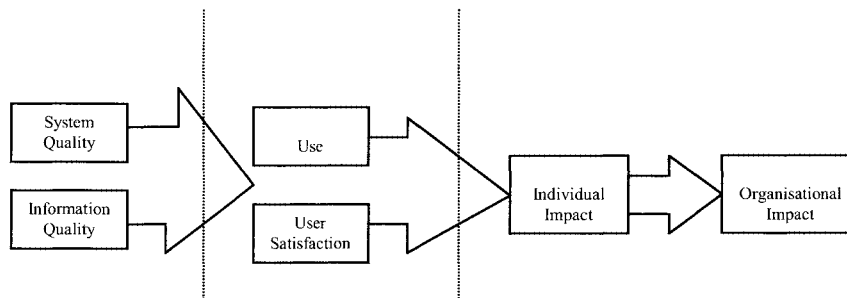 System
Quality
Information
Quality
Use
User
Satisfaction
Individual
Impact
Organisational
Impact